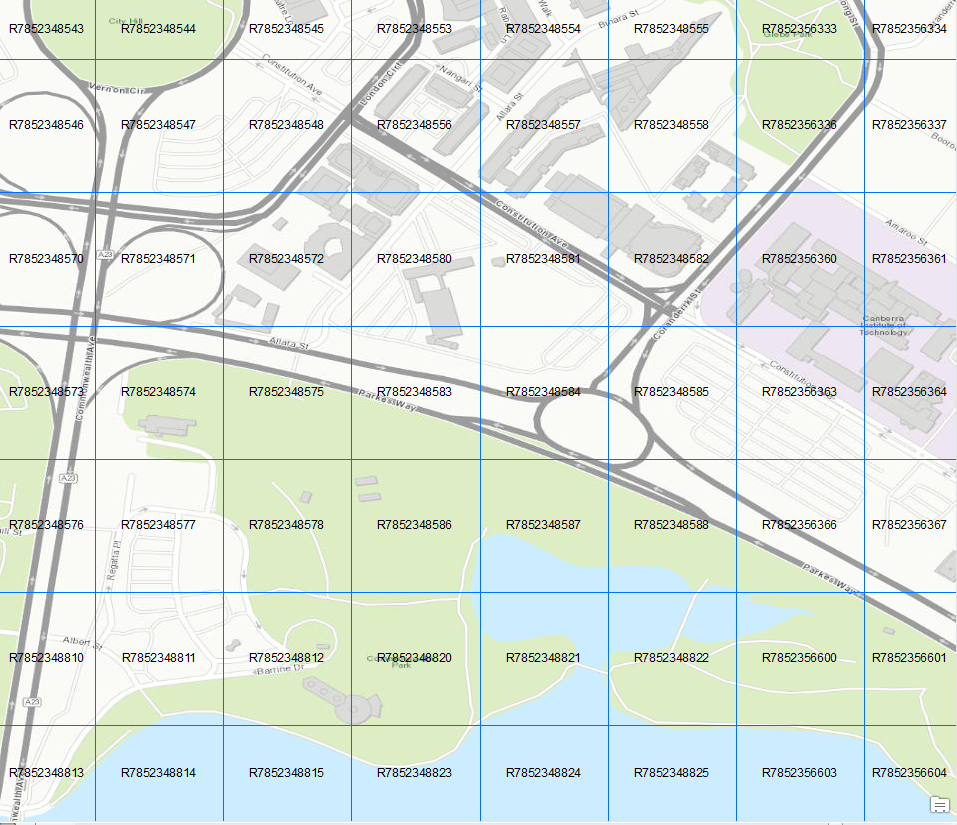 City Hill
Binara St
Glebe Park
R7852348543 R7852348544 R7852348545 R7852348553 R7852348554 R7852348555 R7852356333 R7852356334
Constitution Ave
Vernon Cir
London Cirt
Narigari St
Allara St
R7852348546 R7852348547 R7852348548 R7852348556 R7852348557 R7852348558 R7852356336 R7852356337
Constitution Ave
Amaroo St
A23
R7852348570 R7852348571 R7852348572 R7852348580 R7852348581 R7852348582 R7852356360 R7852356361
Coranderrk St
Canberra
Institute of
Technology
Allara St
Commonwealth Ave
R7852348573 R7852348574 R7852348575 R7852348583 R7852348584 R7852348585 R7852356363 R7852356364
Parkes Way
A23
R7852348576 R7852348577 R7852348578 R7852348586 R7852348587 R7852348588 R7852356366 R7852356367
Regatta Pl
Parkes Way
Albert St
R7852348810 R7852348811 R7852348812 R7852348820 R7852348821 R7852348822 R7852356600 R7852356601
Park
Barrine Dr
A23
R7852348813 R7852348814 R7852348815 R7852348823 R7852348824 R7852348825 R7852356603 R7852356604